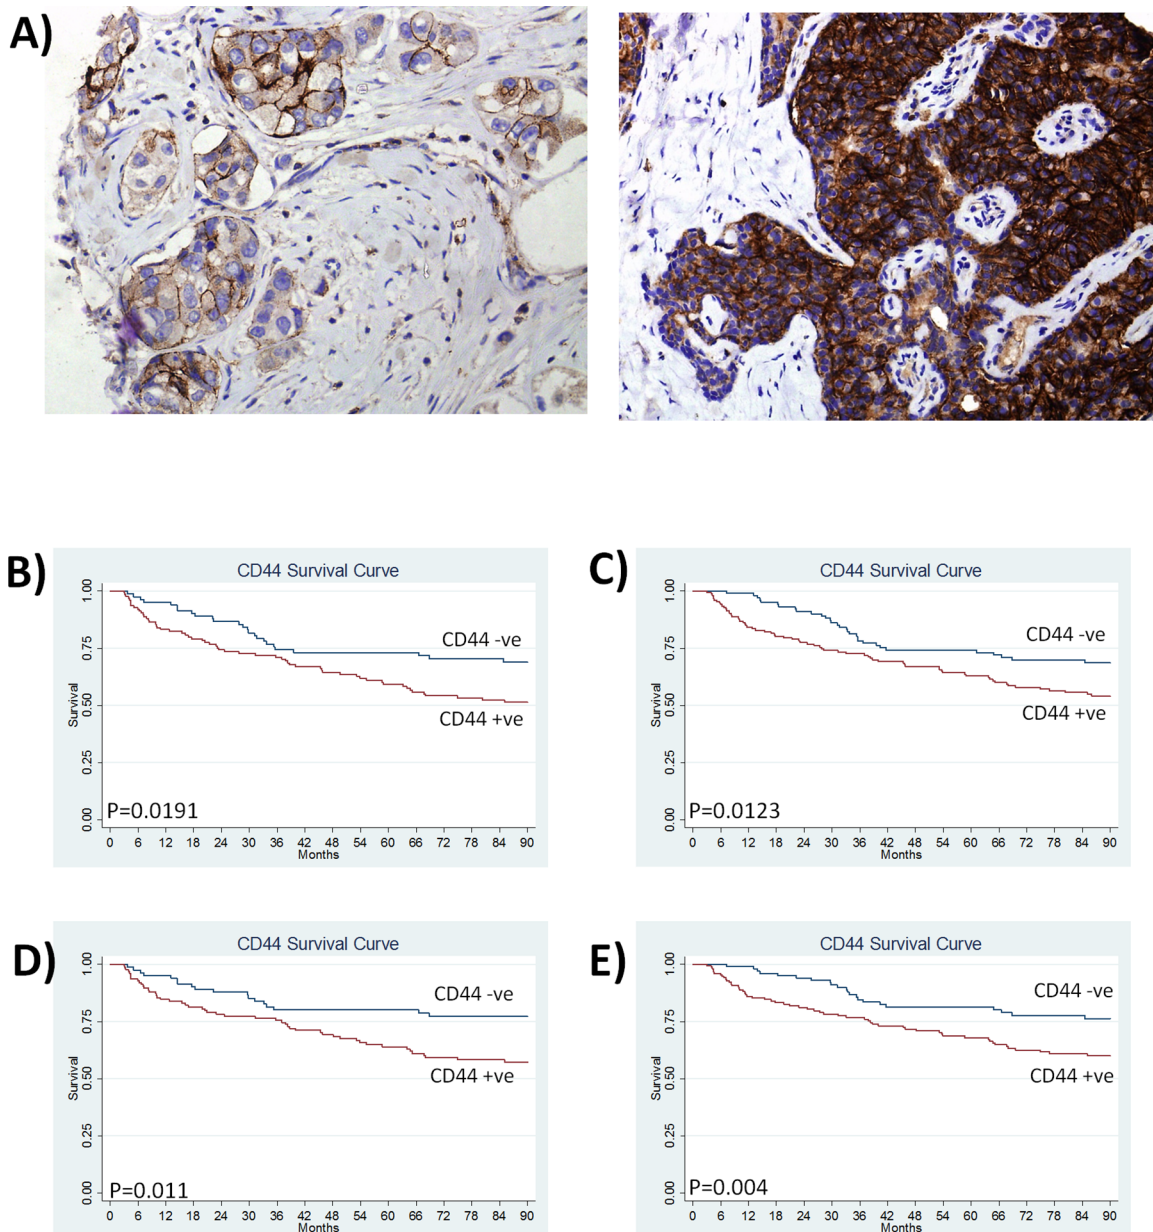 A)
B)
CD44 Survival Curve
Survival
1.00
0.75
0.50
0.25
0.00
CD44 -ve
CD44 +ve
P=0.0191
0 6 12 18 24 30 36 42 48 54 60 66 72 78 84 90
Months
C)
CD44 Survival Curve
Survival
1.00
0.75
0.50
0.25
0.00
CD44 -ve
CD44 +ve
P=0.0123
0 6 12 18 24 30 36 42 48 54 60 66 72 78 84 90
Months
D)
CD44 Survival Curve
Survival
1.00
0.75
0.50
0.25
0.00
CD44 -ve
CD44 +ve
P=0.011
0 6 12 18 24 30 36 42 48 54 60 66 72 78 84 90
Months
E)
CD44 Survival Curve
Survival
1.00
0.75
0.50
0.25
0.00
CD44 -ve
CD44 +ve
P=0.004
0 6 12 18 24 30 36 42 48 54 60 66 72 78 84 90
Months